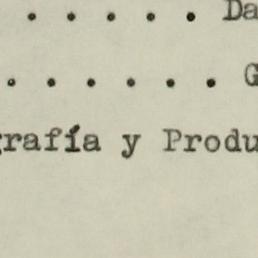 . . . . . Da
. . . . . . G
grafía y Produ